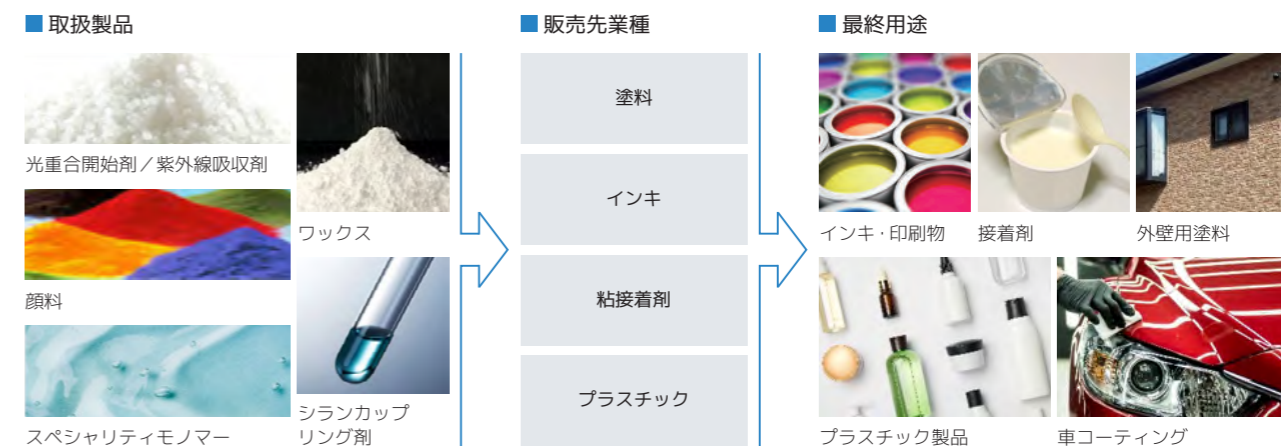 取扱製品
光重合開始剤／紫外線吸収剤
顔料
スペシャリティモノマー
ワックス
シランカップ
リング剤
販売先業種
塗料
インキ
粘接着剤
プラスチック
最終用途
インキ・印刷物
接着剤
外壁用塗料
プラスチック製品
車コーティング